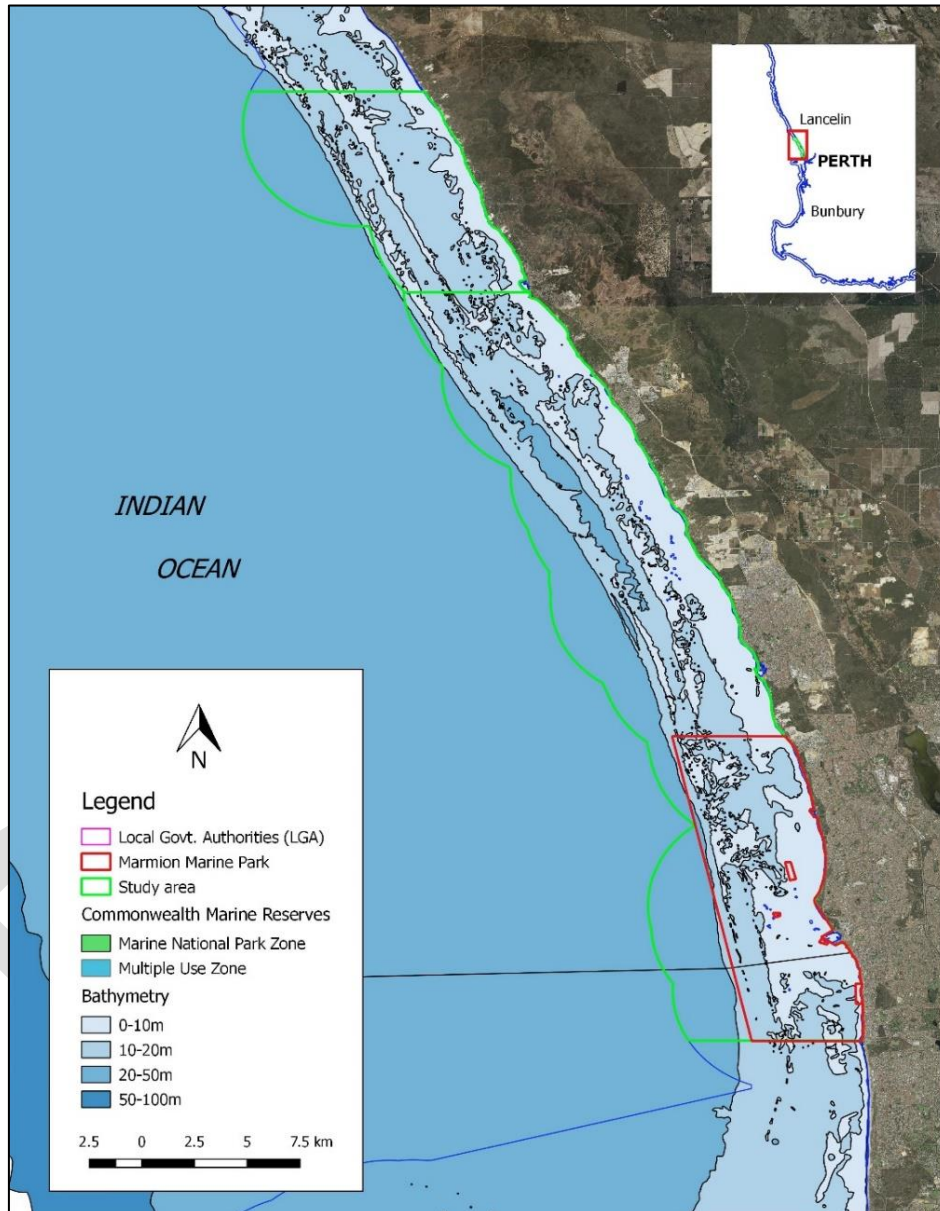 Lancelin
PERTH
Bunbury
INDIAN
OCEAN
N
Legend
Local Govt. Authorities (LGA)
Marmion Marine Park
Study area
Commonwealth Marine Reserves
Marine National Park Zone
Multiple Use Zone
Bathymetry
0-10m
10-20m
20-50m
50-100m
2.5 0 2.5 5 7.5 km